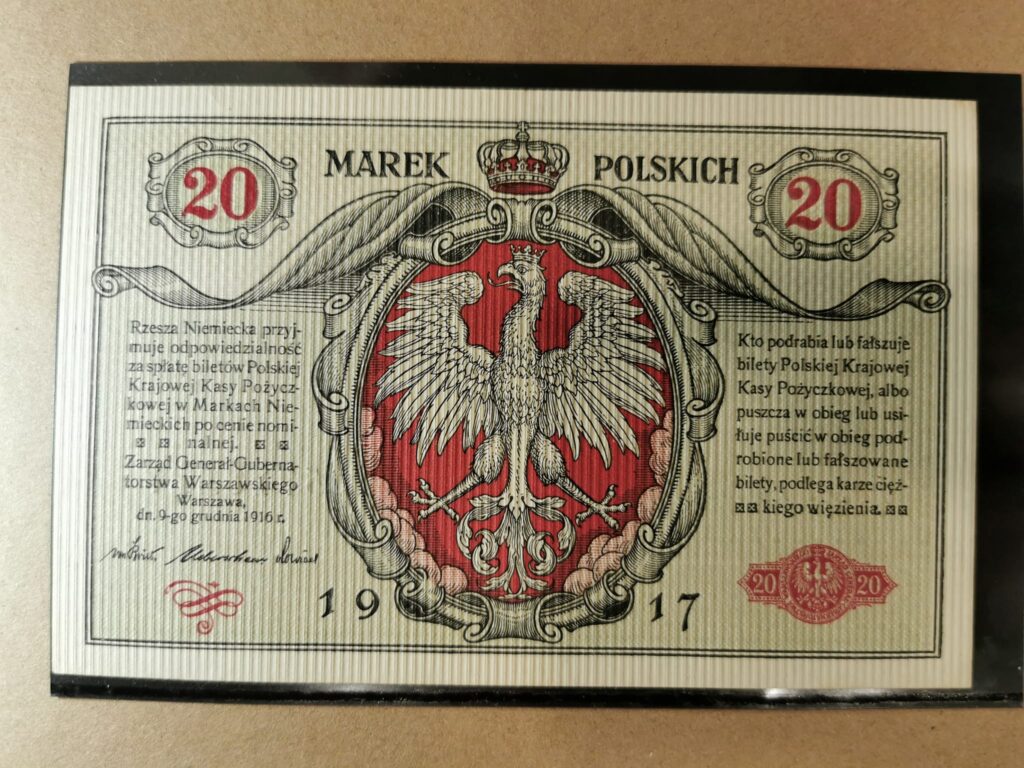 20 MAREK POLSKICH 20
Rzesza Niemiecka przyj-
muje odpowiedzialność
za spłatę biletów Polskiej
Krajowej Kasy Pożycz-
kowej w Markach Nie-
mieckich po cenie nomi-
nalnej.
Zarząd Generał-Guberna-
torstwa Warszawskiego
Warszawa,
dn. 9-go grudnia 1916 r.
Kto podrabia lub fałszuje
bilety Polskiej Krajowej
Kasy Pożyczkowej, albo
puszcza w obieg lub usi-
łuje puścić w obieg pod-
robione lub fałszowane
bilety, podlega karze cięż-
kiego więzienia.
1917
20 20